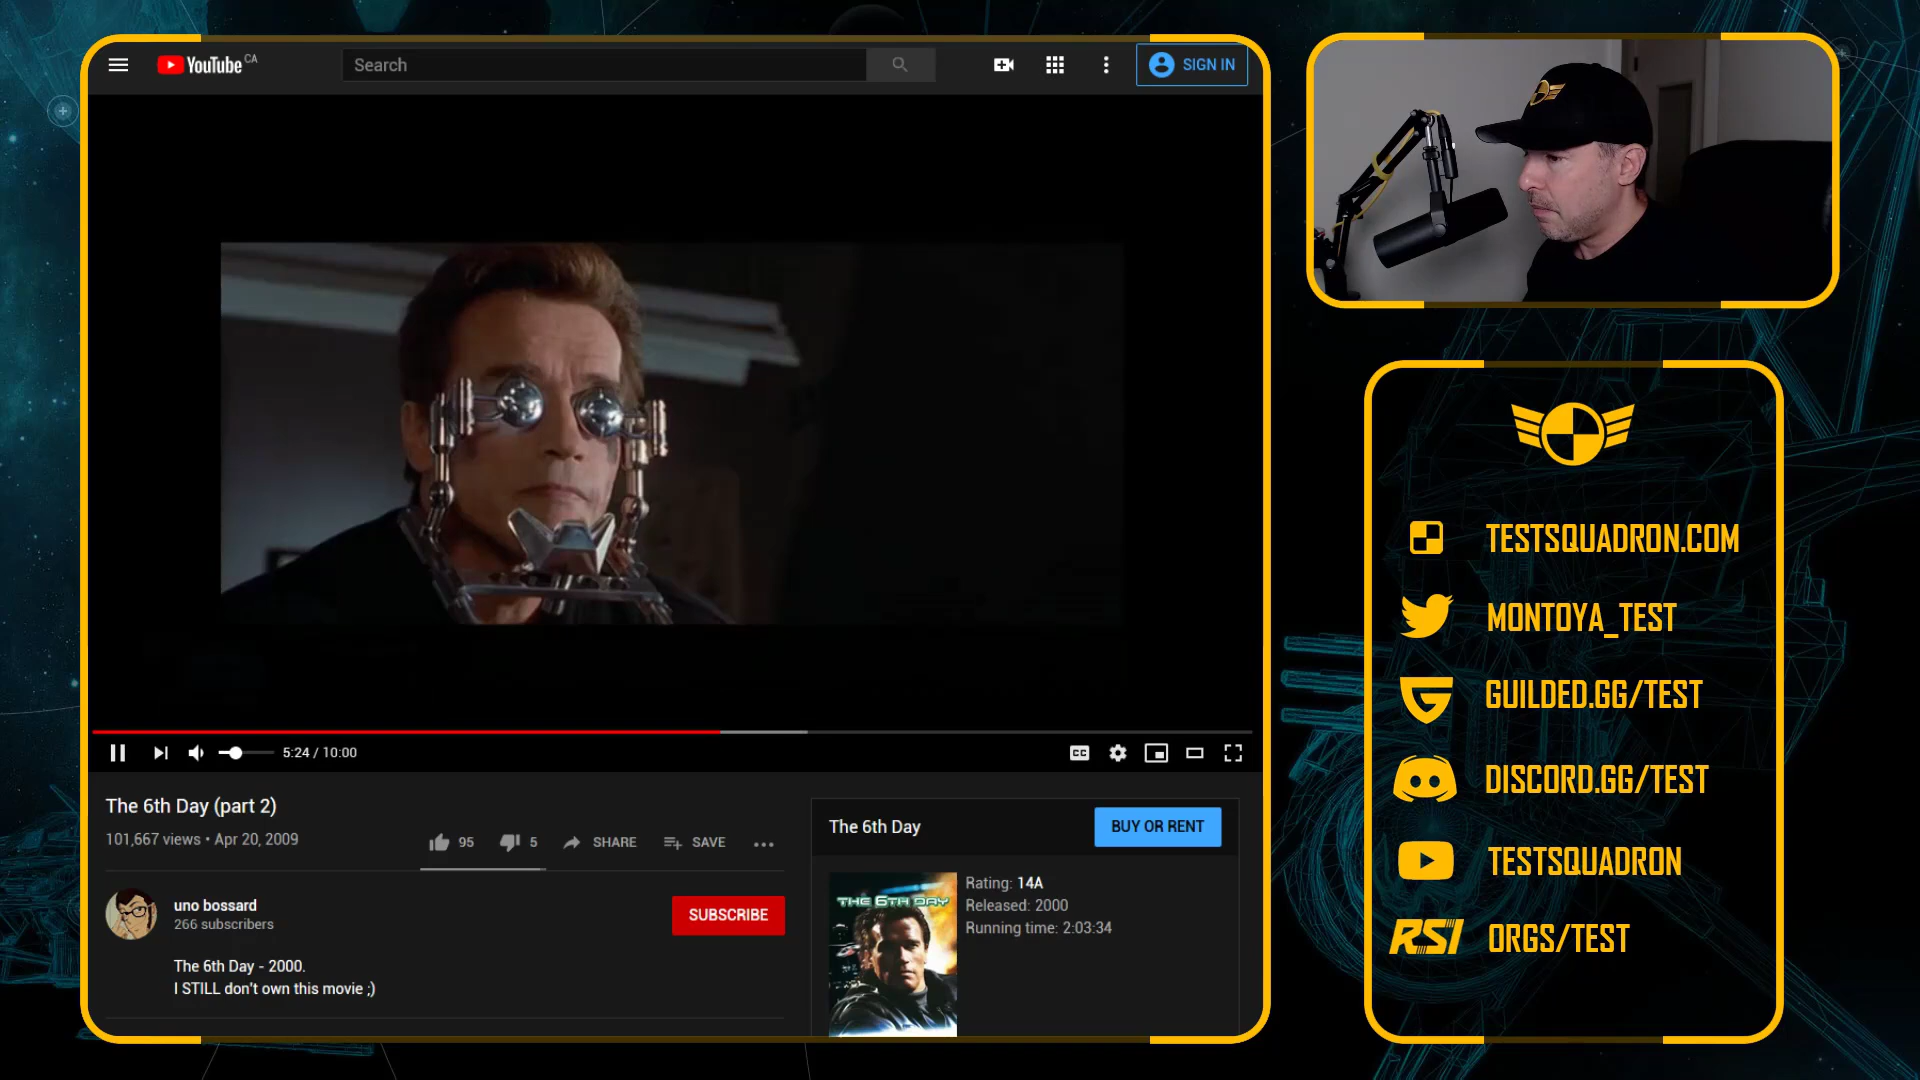 YouTube CA
Search
SIGN IN
5:24 / 10:00
CC
The 6th Day (part 2)
101,667 views • Apr 20, 2009
95
5
SHARE
SAVE
uno bossard
266 subscribers
SUBSCRIBE
The 6th Day - 2000.
I STILL don't own this movie ;)
The 6th Day
BUY OR RENT
THE 6TH DAY
Rating: 14A
Released: 2000
Running time: 2:03:34
TESTSQUADRON.COM
MONTOYA_TEST
GUILDED.GG/TEST
DISCORD.GG/TEST
TESTSQUADRON
RSI ORGS/TEST